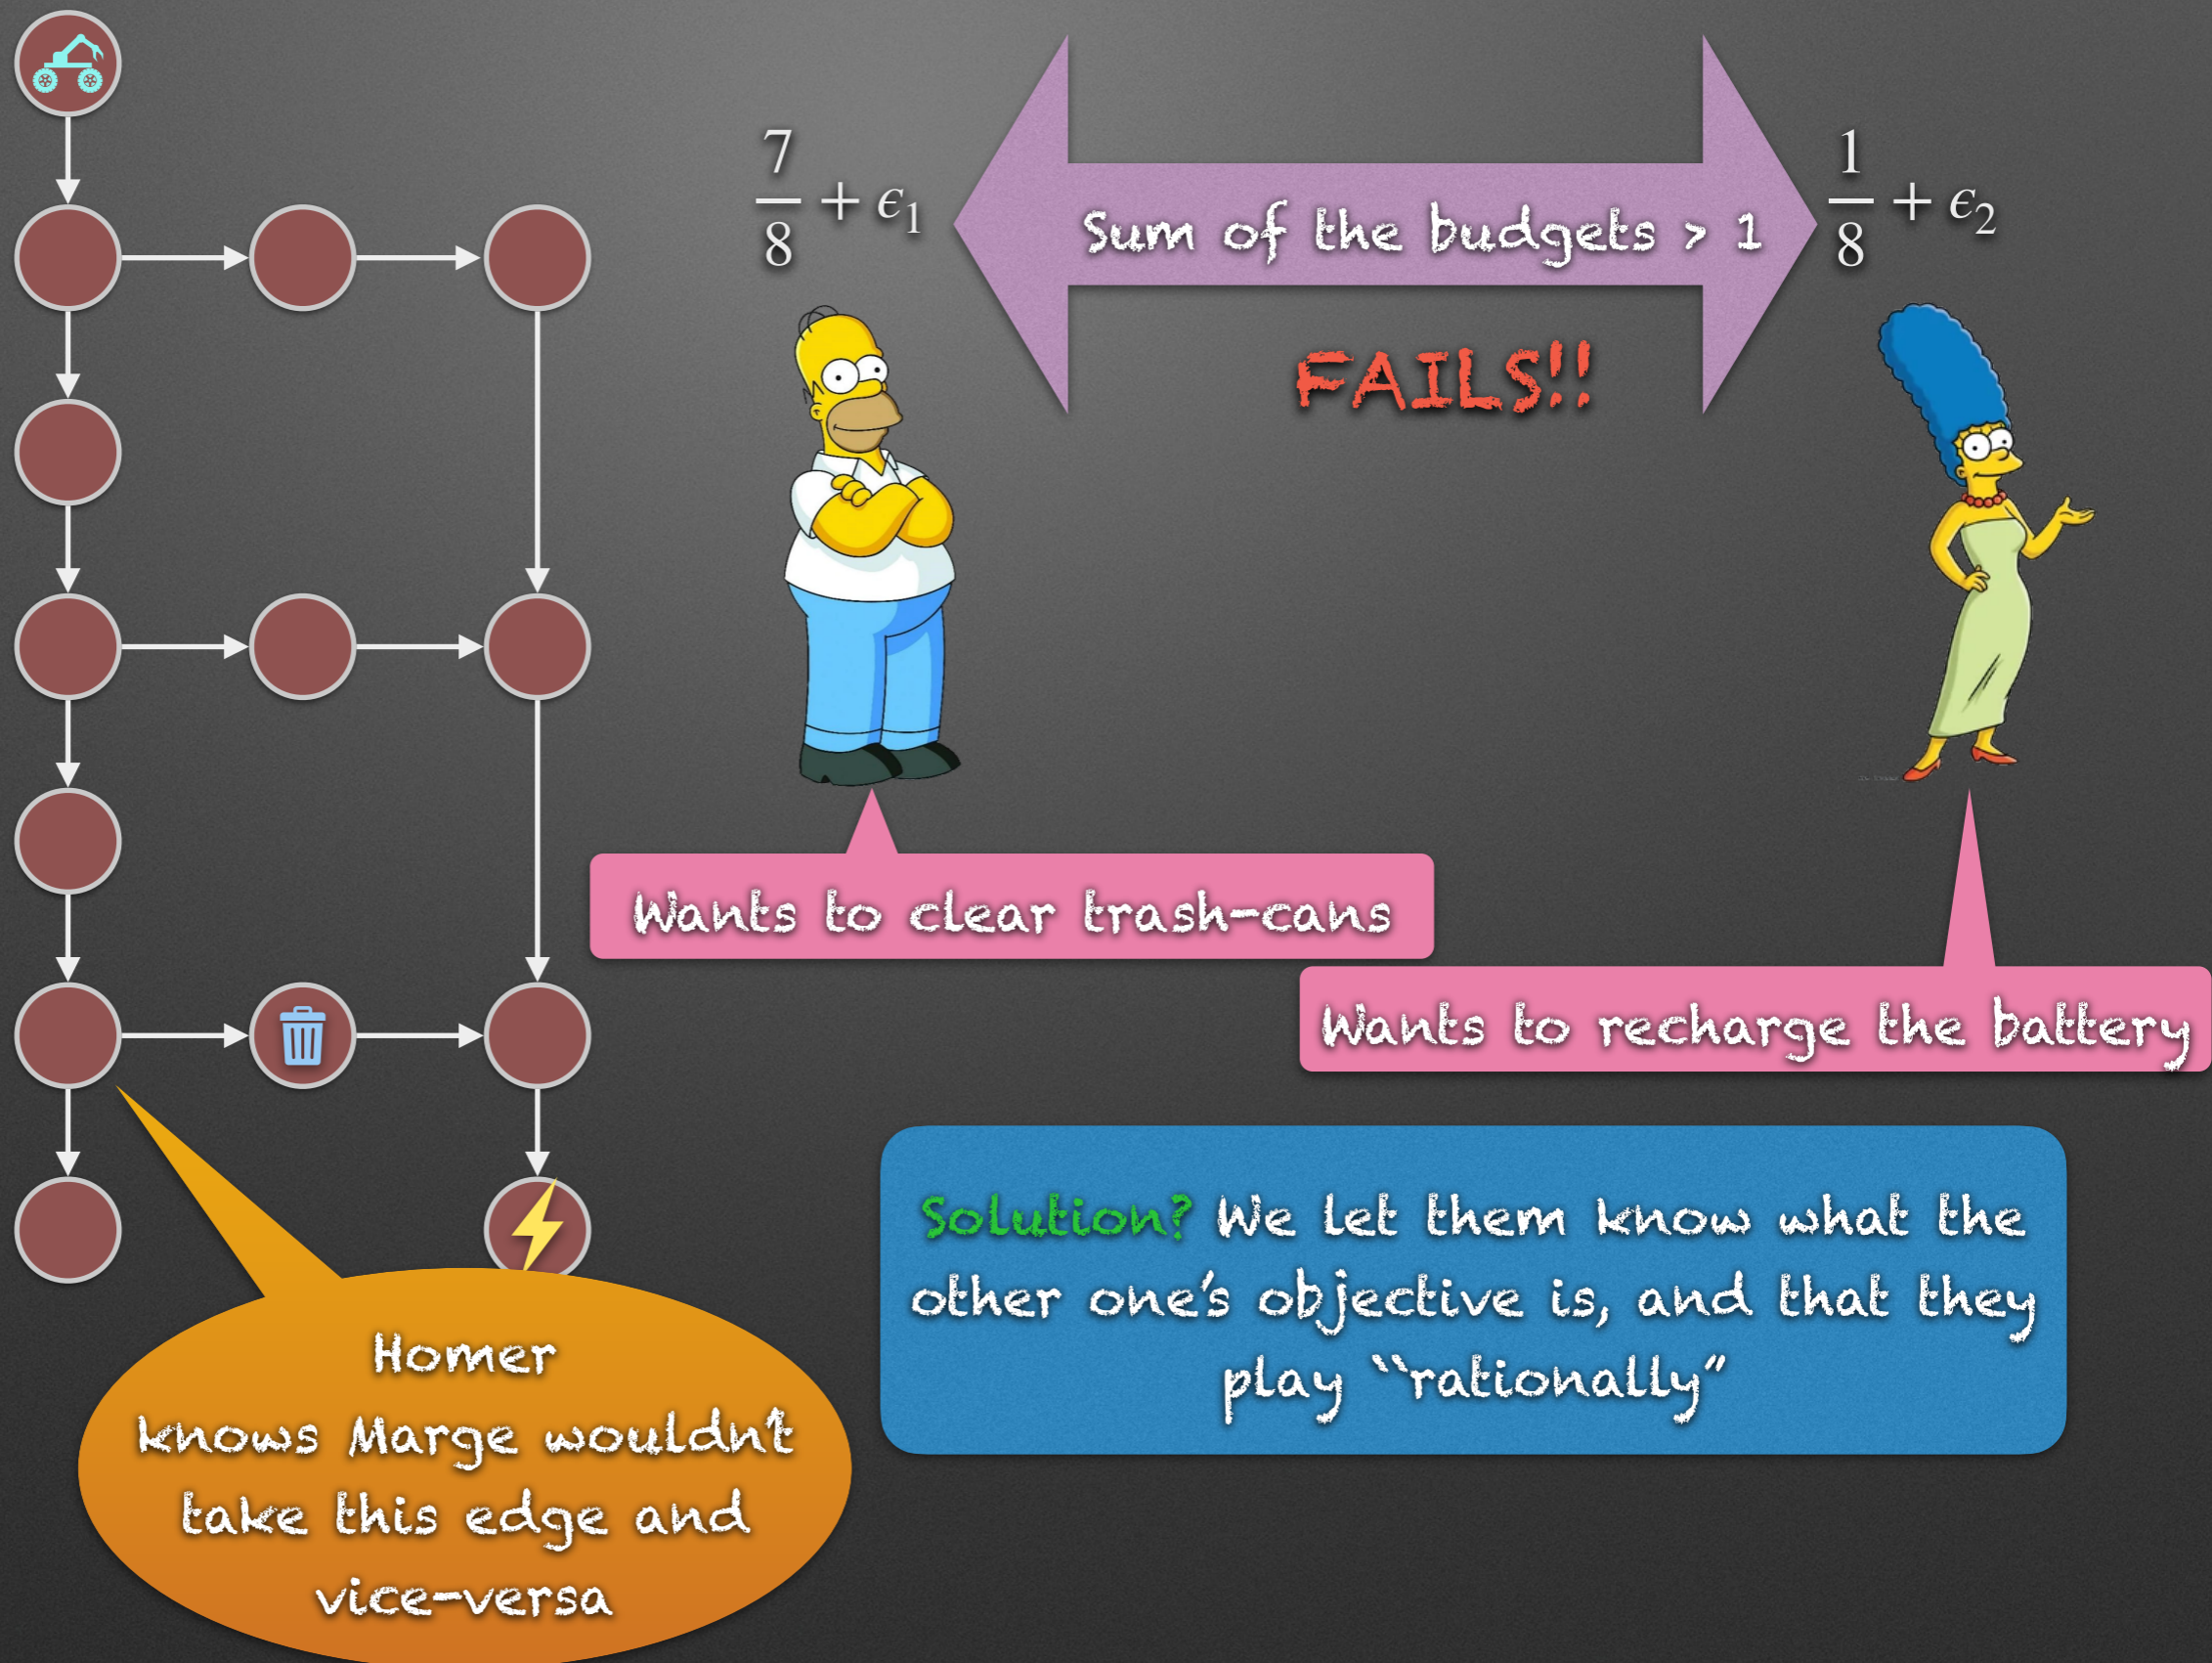 7/8 + ϵ₁
Sum of the budgets > 1
1/8 + ϵ₂
FAILS!!
Wants to clear trash-cans
Wants to recharge the battery
Solution? We let them know what the
other one's objective is, and that they
play “rationally”
Homer
knows Marge wouldn't
take this edge and
vice-versa